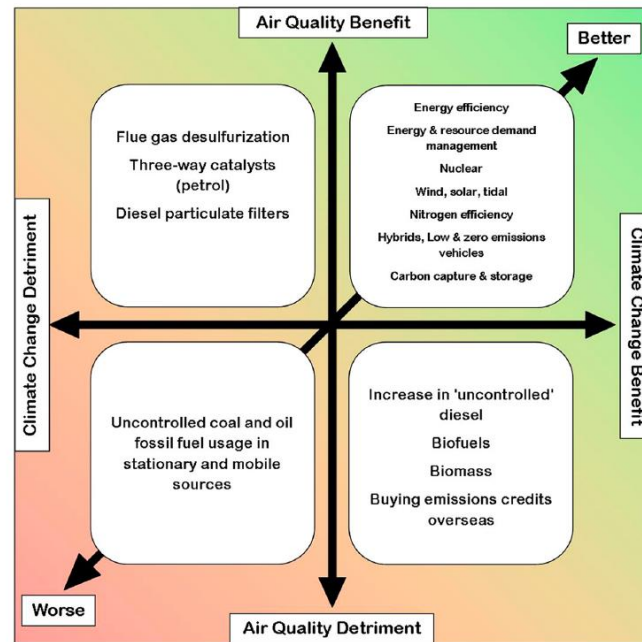 Air Quality Benefit
Better
Flue gas desulfurization
Three-way catalysts
(petrol)
Diesel particulate filters
Energy efficiency
Energy & resource demand
management
Nuclear
Wind, solar, tidal
Nitrogen efficiency
Hybrids, Low & zero emissions
vehicles
Carbon capture & storage
Climate Change Detriment
Climate Change Benefit
Uncontrolled coal and oil
fossil fuel usage in
stationary and mobile
sources
Increase in 'uncontrolled'
diesel
Biofuels
Biomass
Buying emissions credits
overseas
Worse
Air Quality Detriment